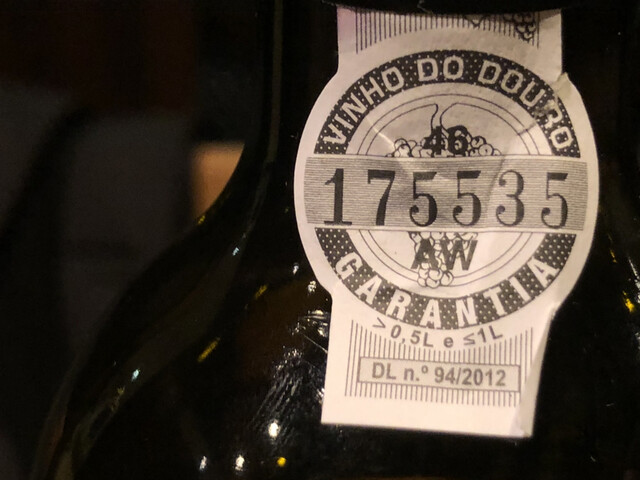 VINHO DO DOURO
46
175535
AW
GARANTIA
>0,5L e ≤1L
DL n.º 94/2012